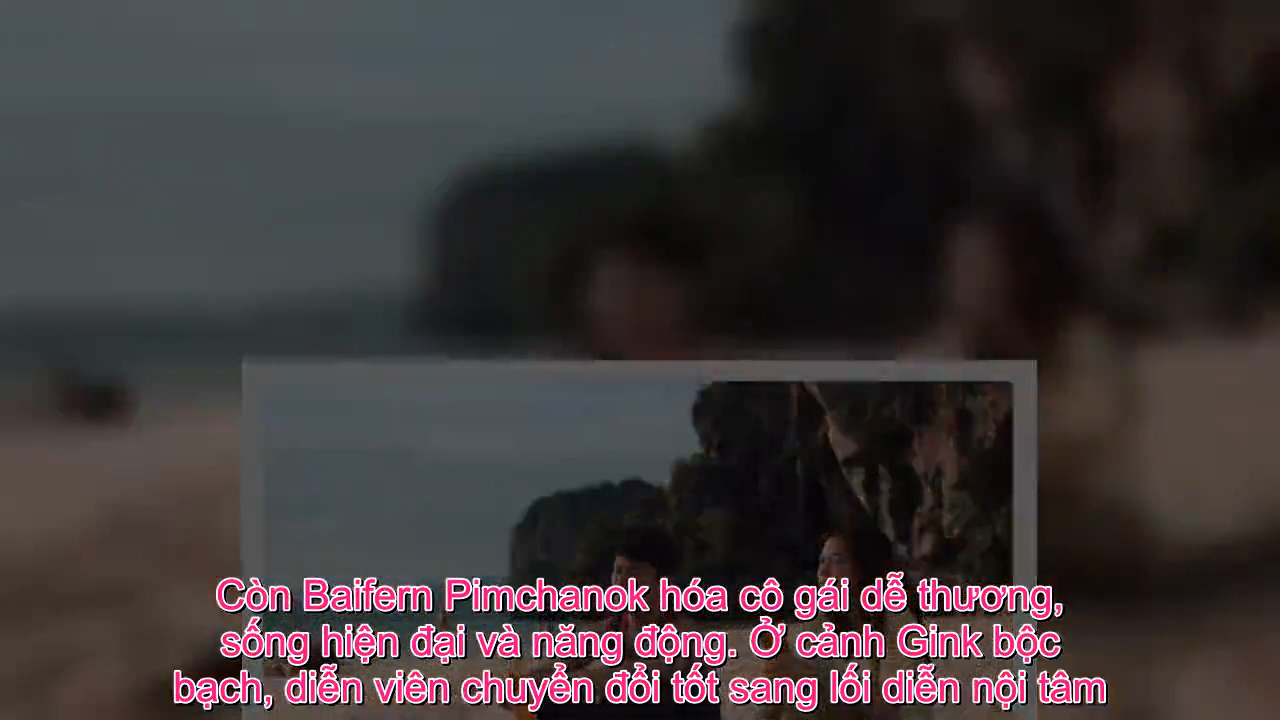 Còn Baifern Pimchanok hóa cô gái dễ thương,
sống hiện đại và năng động. Ở cảnh Gink bộc
bạch, diễn viên chuyển đổi tốt sang lối diễn nội tâm